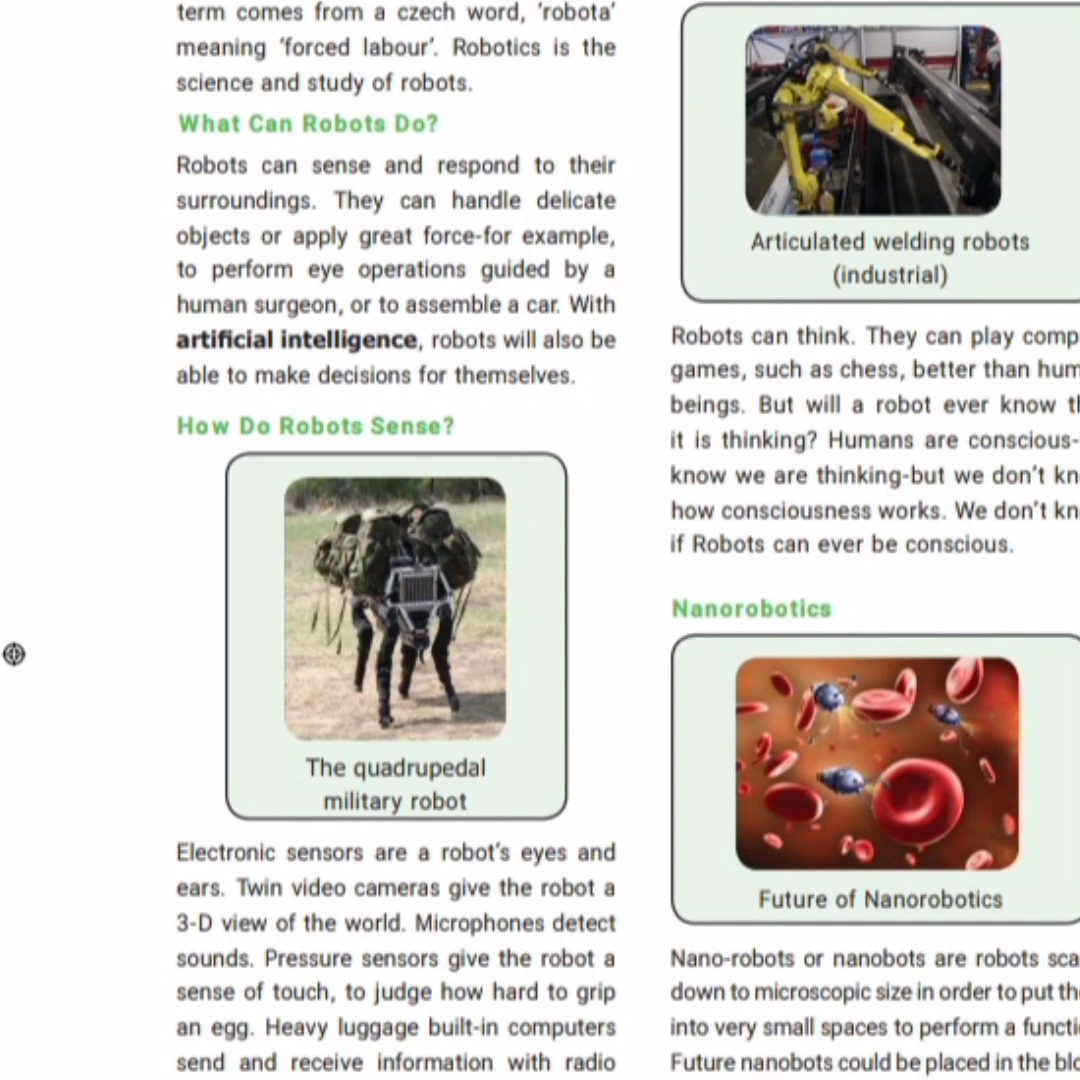 term comes from a czech word, ‘robota’
meaning ‘forced labour’. Robotics is the
science and study of robots.
What Can Robots Do?
Robots can sense and respond to their
surroundings. They can handle delicate
objects or apply great force-for example,
to perform eye operations guided by a
human surgeon, or to assemble a car. With
artificial intelligence, robots will also be
able to make decisions for themselves.
How Do Robots Sense?
The quadrupedal
military robot
Electronic sensors are a robot’s eyes and
ears. Twin video cameras give the robot a
3-D view of the world. Microphones detect
sounds. Pressure sensors give the robot a
sense of touch, to judge how hard to grip
an egg. Heavy luggage built-in computers
send and receive information with radio
Articulated welding robots
(industrial)
Robots can think. They can play
games, such as chess, better than
beings. But will a robot ever know
it is thinking? Humans are conscious-
know we are thinking-but we don’t
how consciousness works. We don’t
if Robots can ever be conscious.
Nanorobotics
Future of Nanorobotics
Nano-robots or nanobots are robots
down to microscopic size in order to put
into very small spaces to perform a
Future nanobots could be placed in the